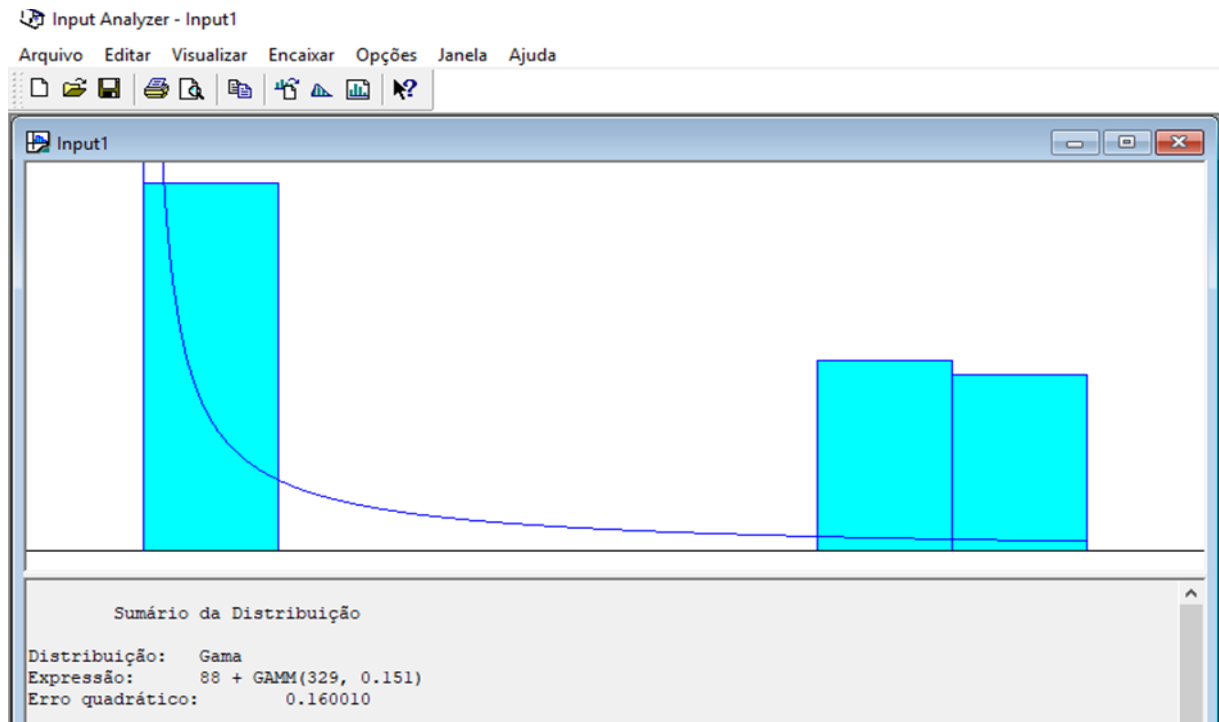 Input Analyzer - Input1
Arquivo Editar Visualizar Encaixar Opções Janela Ajuda
Input1
Sumário da Distribuição
Distribuição: Gama
Expressão: 88 + GAMM(329, 0.151)
Erro quadrático: 0.160010